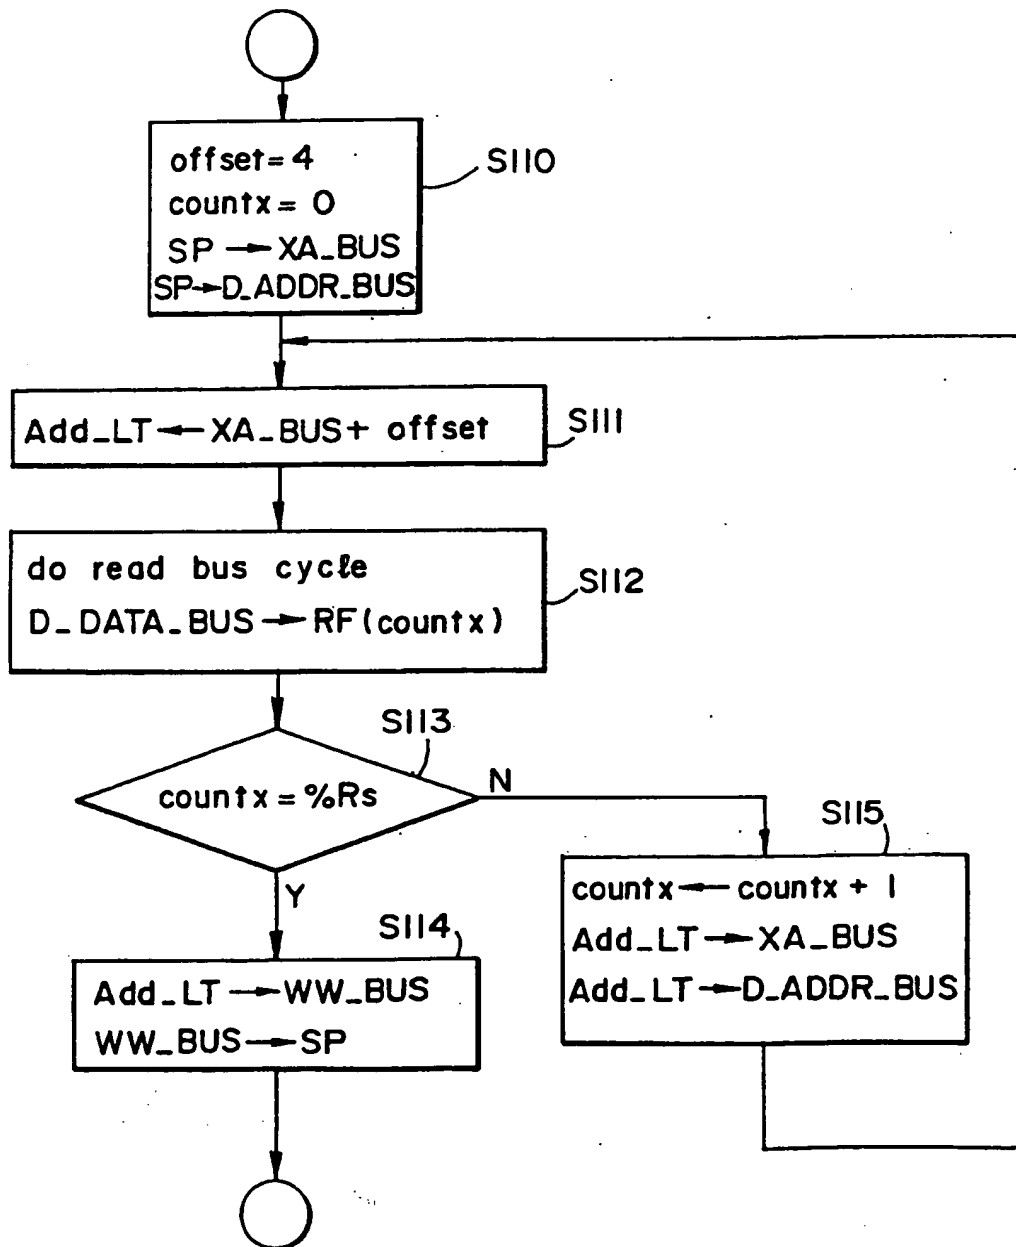 offset= 4
countx = 0
SP → XA_BUS
SP→D_ADDR_BUS
S110
Add_LT ← XA_BUS + offset
S111
do read bus cycle
D_DATA_BUS → RF(countx)
S112
countx = %Rs
S113
N
Y
S115
countx ← countx + 1
Add_LT → XA_BUS
Add_LT → D_ADDR_BUS
S114
Add_LT → WW_BUS
WW_BUS → SP